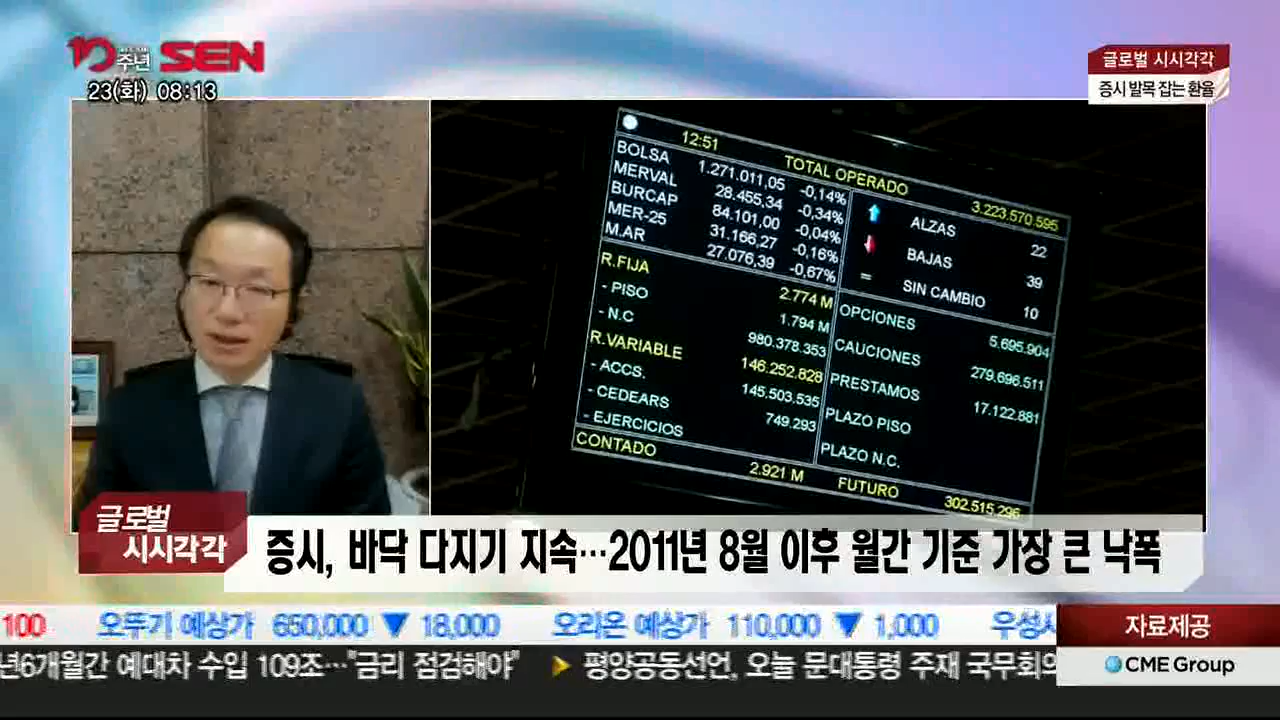 10주년 SEN
23(화) 08:13
글로벌 시시각각
증시 발목 잡는 환율
12:51 TOTAL OPERADO 3.223.570.595
BOLSA 1.271.011,05 -0,14%
MERVAL 28.455,34 -0,34%
BURCAP 84.101,00 -0,04%
MER-25 31.166,27 -0,16%
M.AR 27.076,39 -0,67%
ALZAS 22
BAJAS 39
= SIN CAMBIO 10
R.FIJA 2.774 M
- PISO 1.794 M
- N.C 980.378.353
R.VARIABLE 146.252.828
- ACCS. 145.503.535
- CEDEARS 749.293
- EJERCICIOS
OPCIONES 5.695.904
CAUCIONES 279.696.511
PRESTAMOS 17.122.881
PLAZO PISO
PLAZO N.C.
CONTADO 2.921 M FUTURO 302.515.296
글로벌
시시각각
증시, 바닥 다지기 지속…2011년 8월 이후 월간 기준 가장 큰 낙폭
100 오뚜기 예상가 650,000 ▼ 18,000 오리온 예상가 110,000 ▼ 1,000 우성사
자료제공
년6개월간 예대차 수입 109조…"금리 점검해야" ▶ 평양공동선언, 오늘 문대통령 주재 국무회의
CME Group